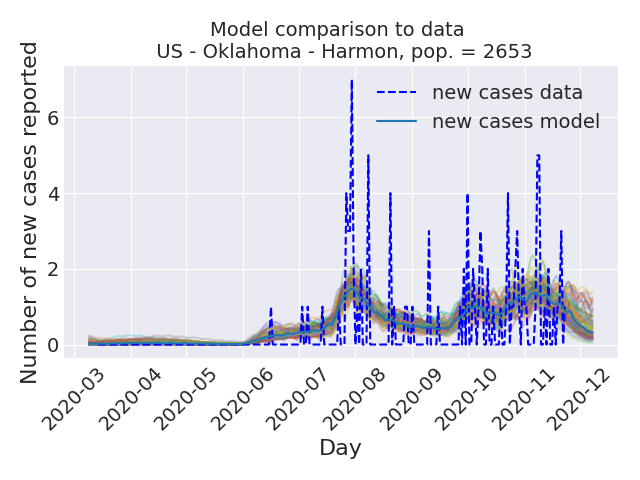 Model comparison to data
US - Oklahoma - Harmon, pop. = 2653
Number of new cases reported
6
4
2
0
new cases data
new cases model
2020-03
2020-04
2020-05
2020-06
2020-07
2020-08
2020-09
2020-10
2020-11
2020-12
Day